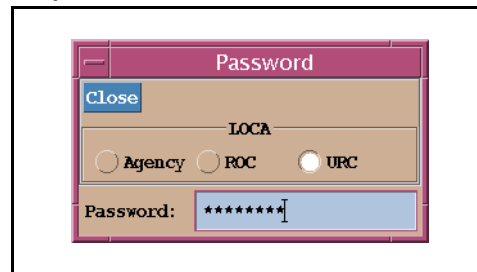 Password
Close
LOCA
Agency ROC URC
Password: ********